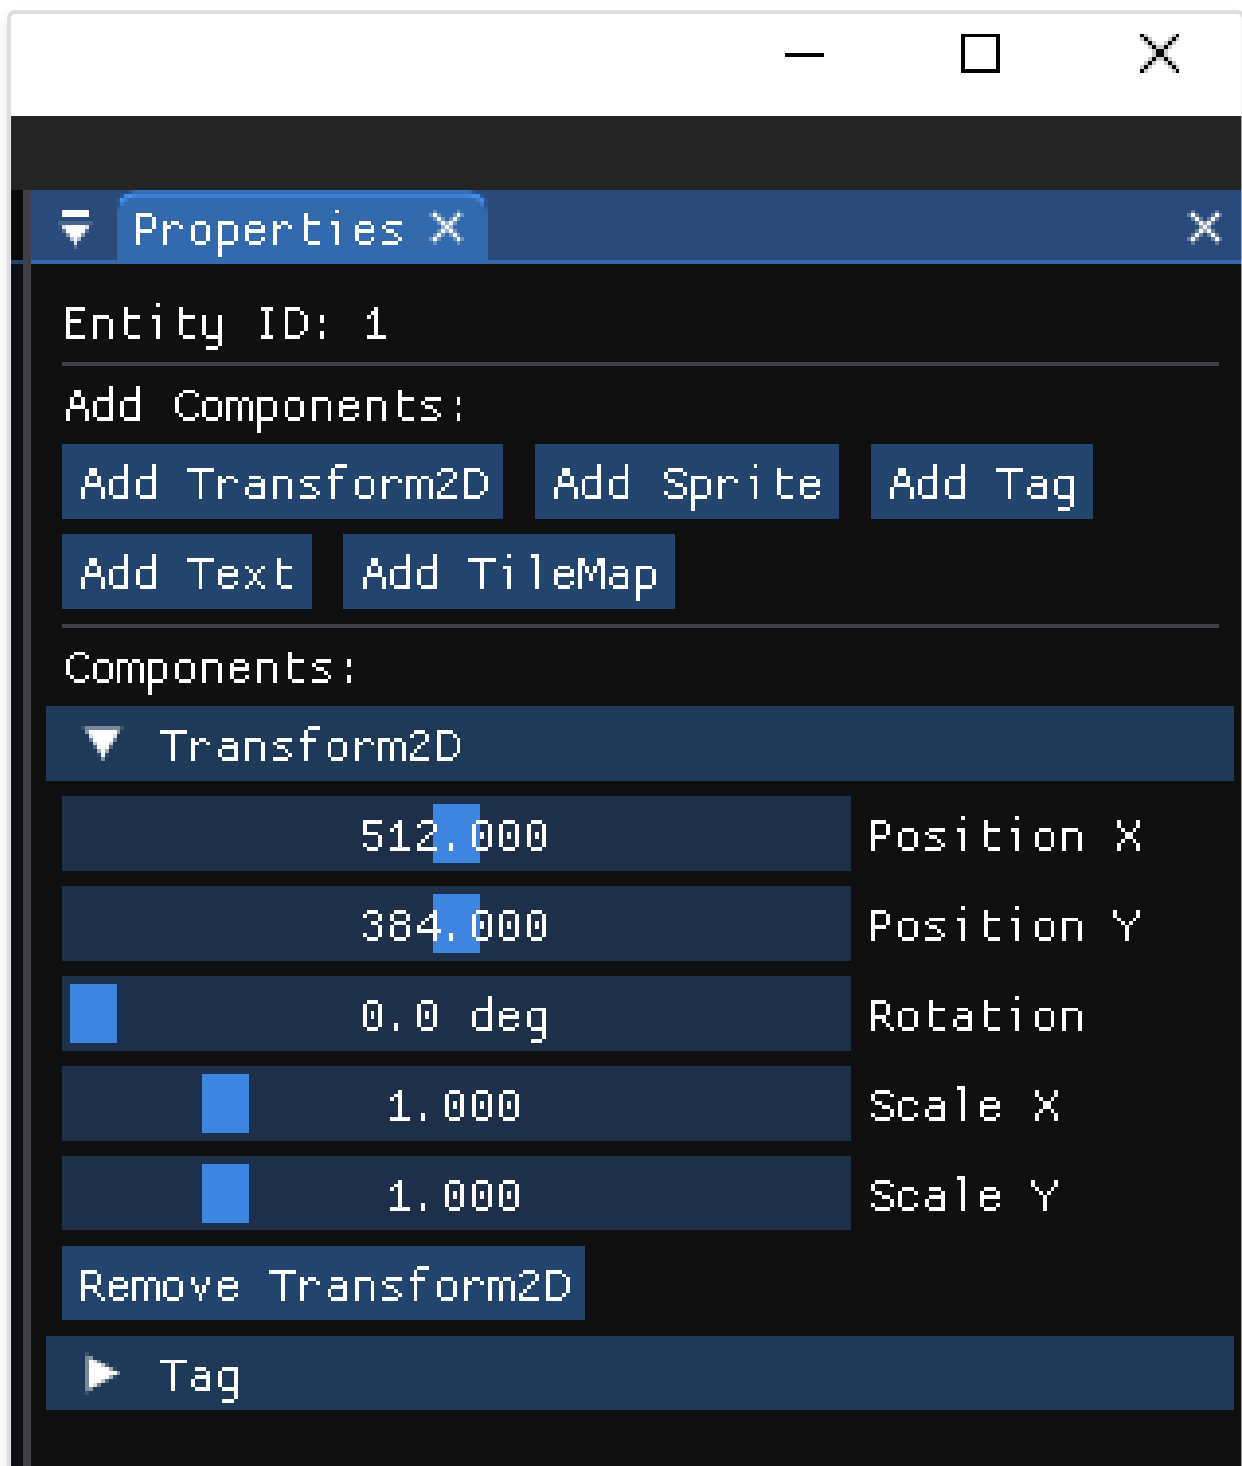 Properties
Entity ID: 1
Add Components:
Add Transform2D Add Sprite Add Tag
Add Text Add TileMap
Components:
Transform2D
512.000 Position X
384.000 Position Y
0.0 deg Rotation
1.000 Scale X
1.000 Scale Y
Remove Transform2D
Tag